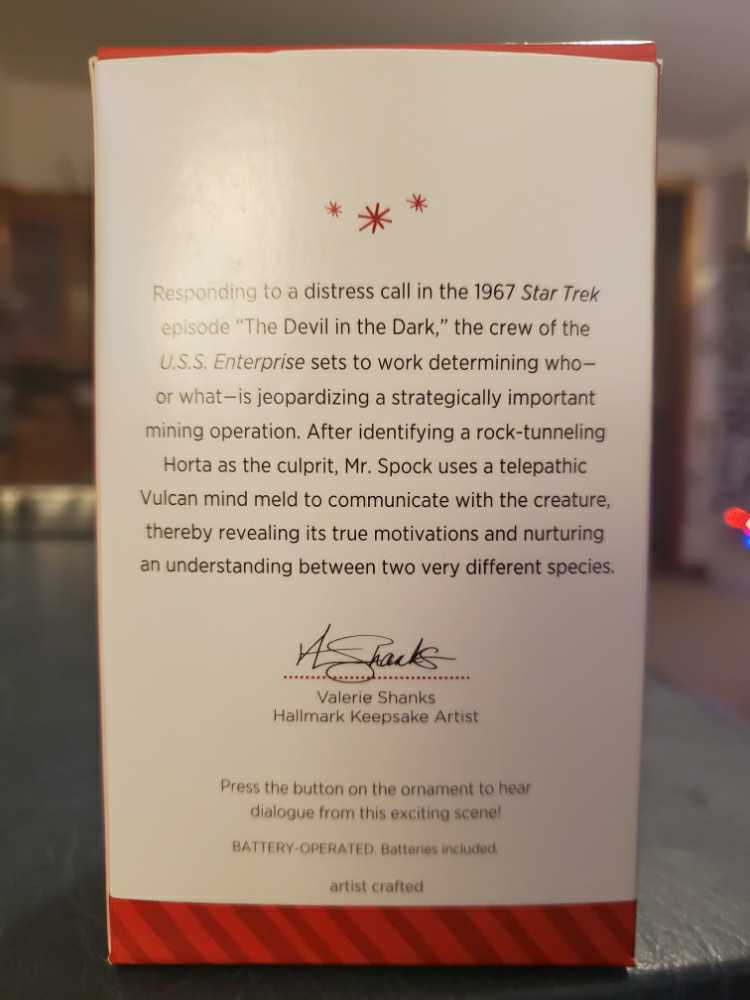 Responding to a distress call in the 1967 Star Trek
episode “The Devil in the Dark,” the crew of the
U.S.S. Enterprise sets to work determining who—
or what—is jeopardizing a strategically important
mining operation. After identifying a rock-tunneling
Horta as the culprit, Mr. Spock uses a telepathic
Vulcan mind meld to communicate with the creature,
thereby revealing its true motivations and nurturing
an understanding between two very different species.
V Shanks
Valerie Shanks
Hallmark Keepsake Artist
Press the button on the ornament to hear
dialogue from this exciting scene!
BATTERY-OPERATED. Batteries included.
artist crafted